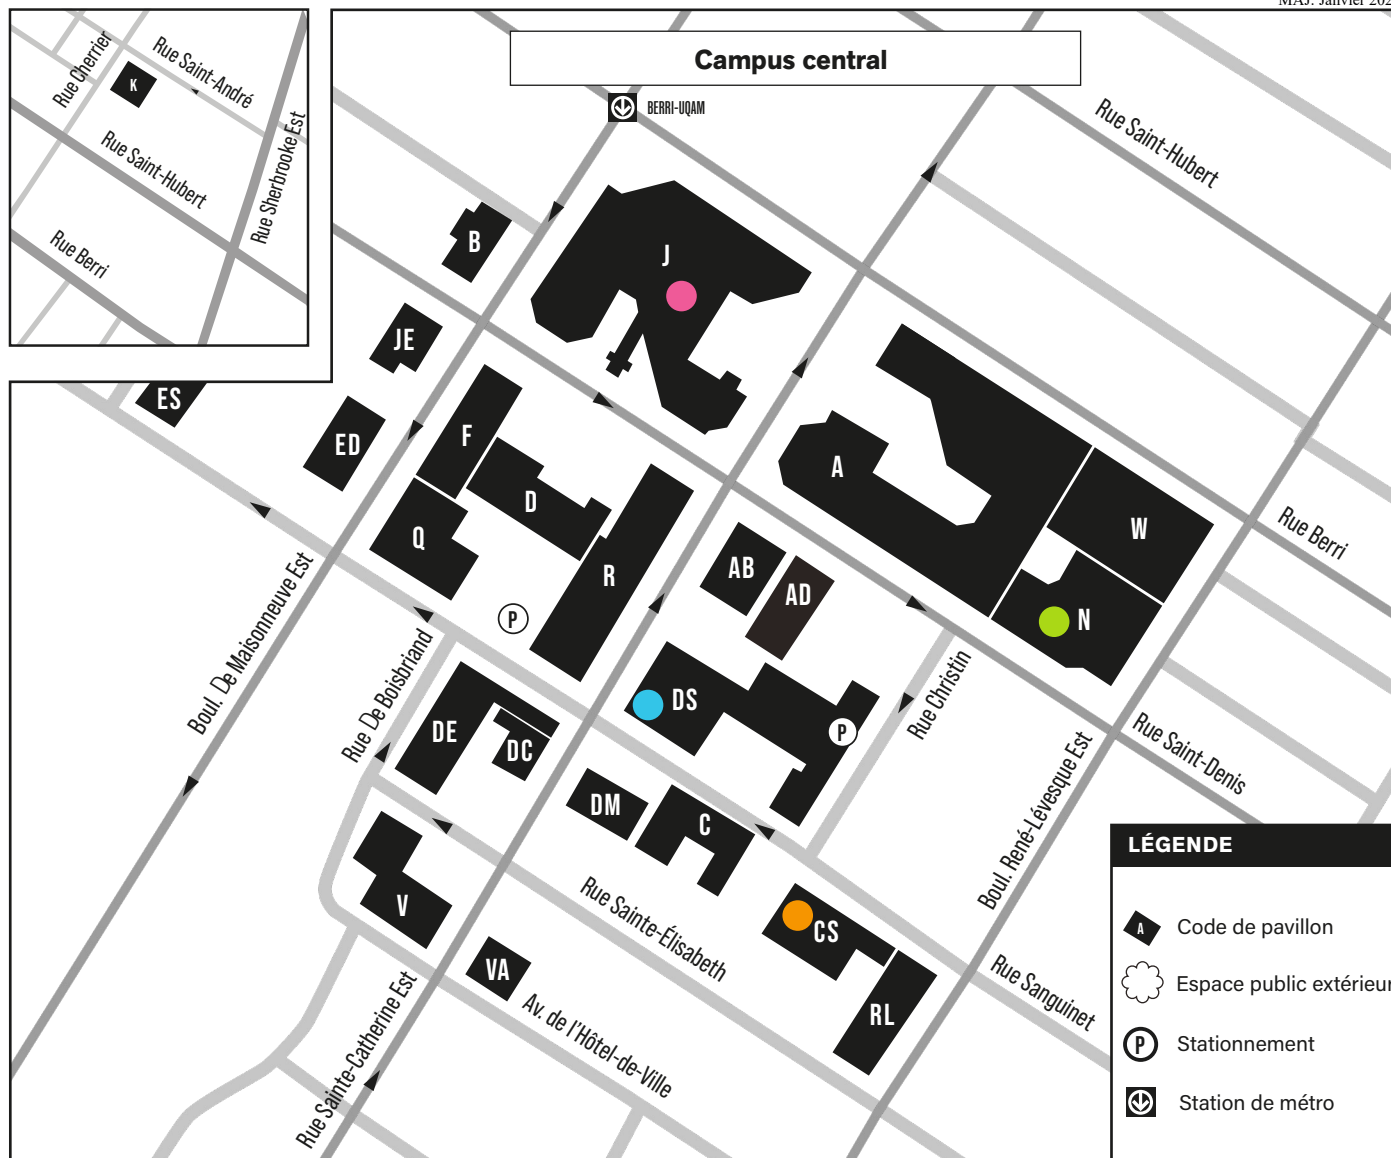 Campus central
BERRI-UQAM
Rue Cherrier
Rue Saint-André
K
Rue Saint-Hubert
Rue Sherbrooke Est
Rue Berri
Rue Saint-Hubert
B
J
JE
ES
ED
F
D
Q
R
P
A
W
N
AB
AD
DS
P
Rue Berri
Boul. De Maisonneuve Est
Rue De Boisbriand
Rue Christin
Rue Saint-Denis
DE
DC
DM
C
V
VA
CS
RL
Rue Sainte-Élisabeth
Boul. René-Lévesque Est
Rue Sanguinet
Av. de l'Hôtel-de-Ville
Rue Sainte-Catherine Est
LÉGENDE
A Code de pavillon
Espace public extérieur
P Stationnement
Station de métro